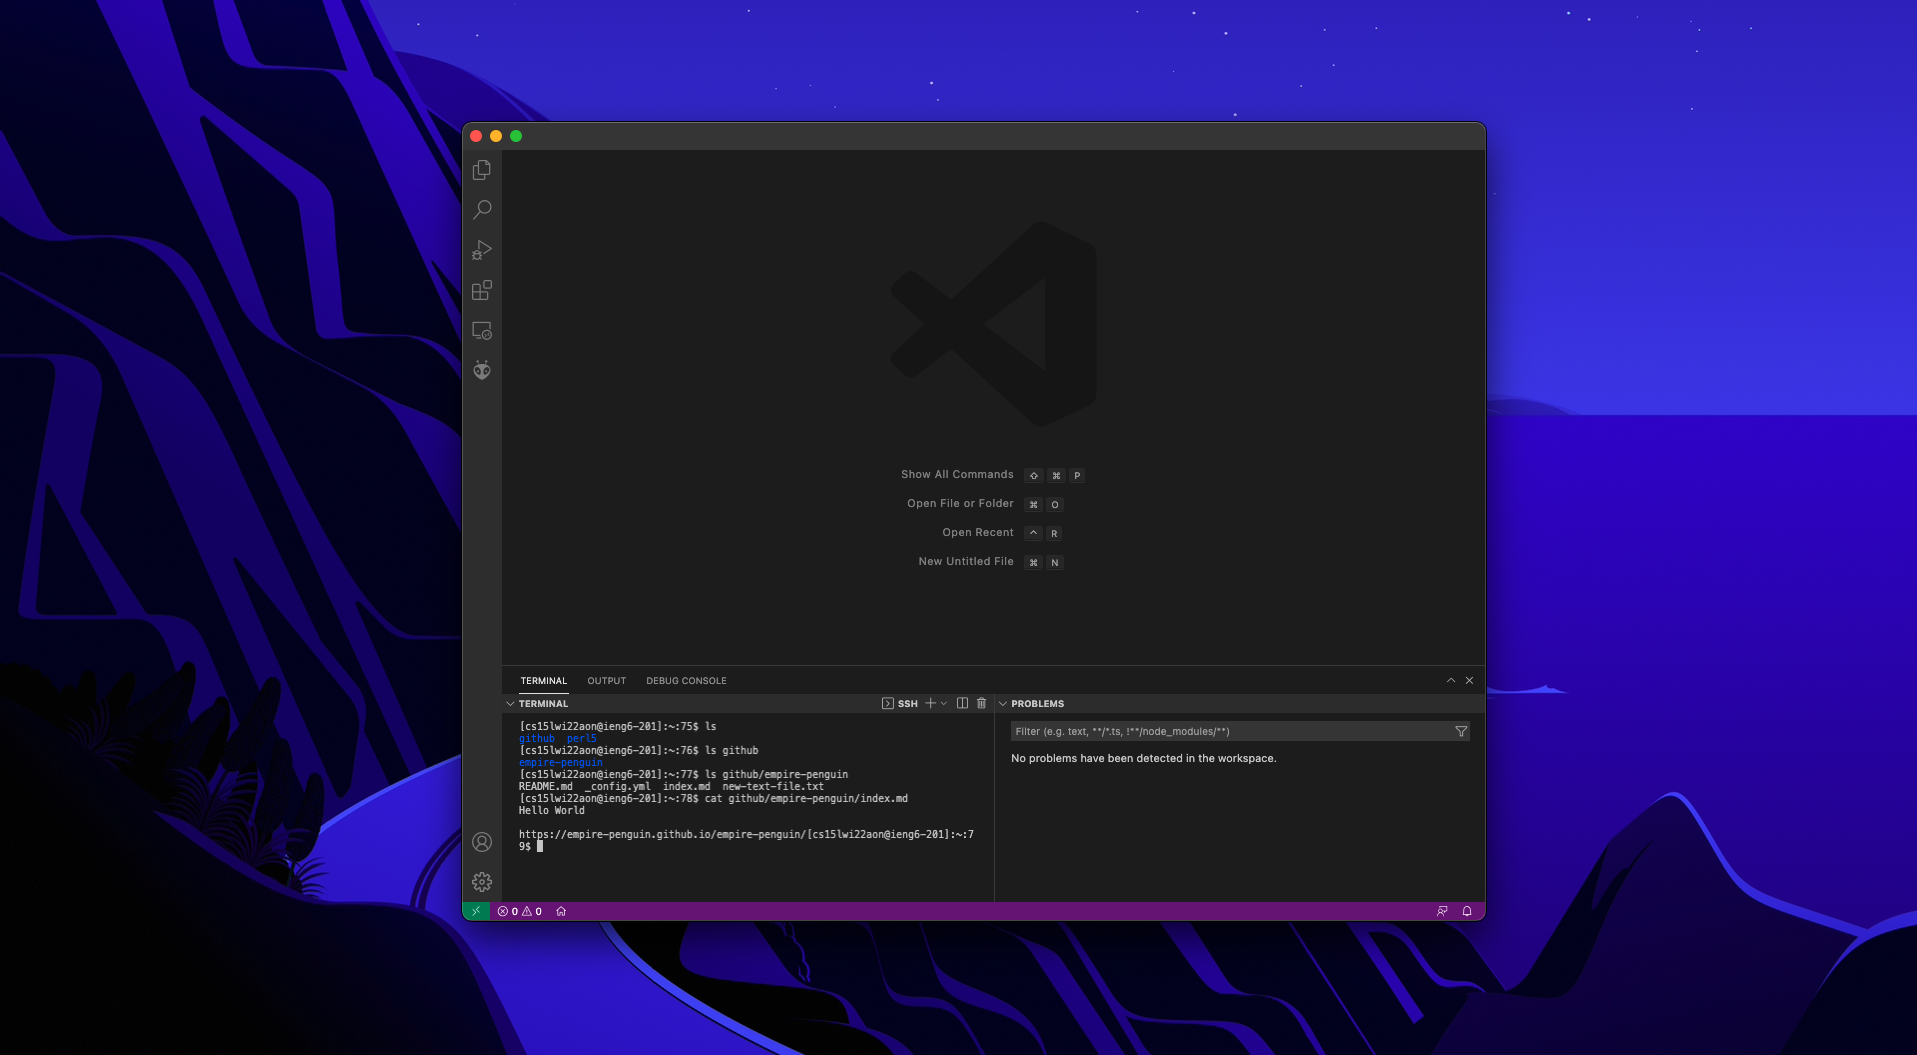 Show All Commands ⇧ ⌘ P
Open File or Folder ⌘ O
Open Recent ⌃ R
New Untitled File ⌘ N
TERMINAL OUTPUT DEBUG CONSOLE
TERMINAL SSH
[cs15lwi22aon@ieng6-201]:~:75$ ls
github perl5
[cs15lwi22aon@ieng6-201]:~:76$ ls github
empire-penguin
[cs15lwi22aon@ieng6-201]:~:77$ ls github/empire-penguin
README.md _config.yml index.md new-text-file.txt
[cs15lwi22aon@ieng6-201]:~:78$ cat github/empire-penguin/index.md
Hello World
https://empire-penguin.github.io/empire-penguin/[cs15lwi22aon@ieng6-201]:~:7
9$
PROBLEMS
Filter (e.g. text, **/*.ts, !**/node_modules/**)
No problems have been detected in the workspace.
0 0